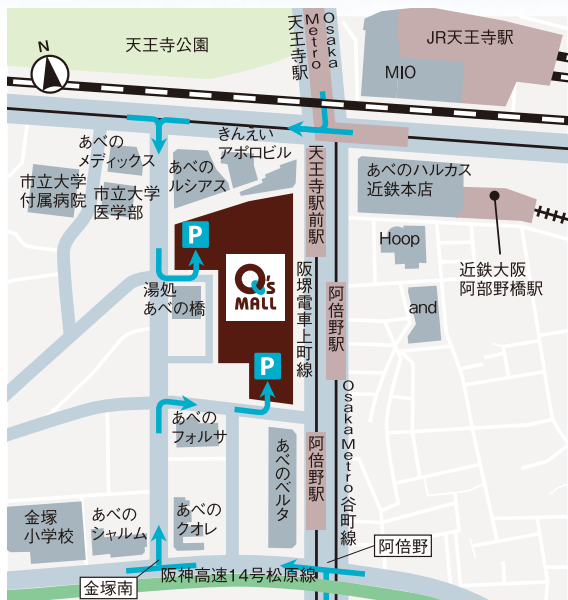 天王寺公園
Osaka
Metro
天王寺駅
JR天王寺駅
MIO
N
きんえい
アポロビル
あべの
メディックス
あべの
ルシアス
市立大学
付属病院
市立大学
医学部
天王寺駅前駅
あべのハルカス
近鉄本店
Hoop
近鉄大阪
阿部野橋駅
P
Q's
MALL
湯処
あべの橋
阪堺電車上町線
阿倍野駅
and
P
Osaka Metro谷町線
あべの
フォルサ
あべのベルタ
阿倍野駅
金塚
小学校
あべの
シャルム
あべの
クオレ
阿倍野
金塚南
阪神高速14号松原線